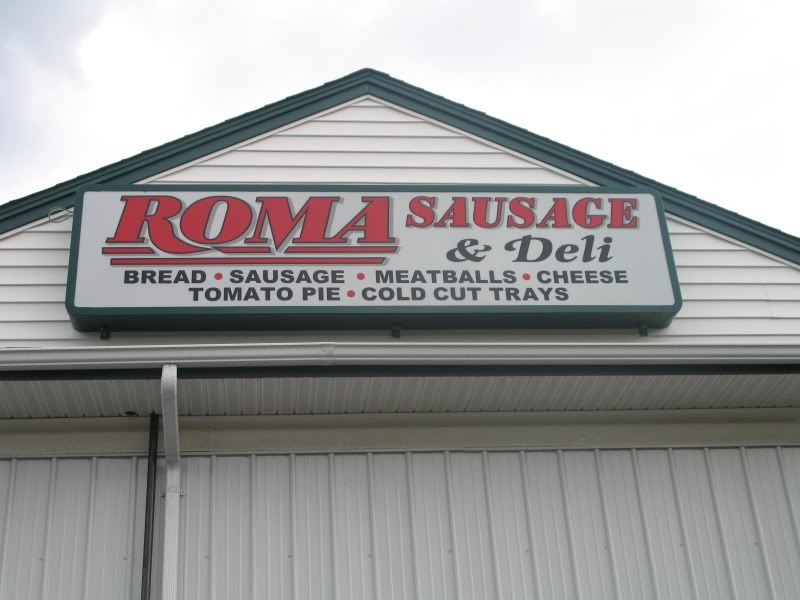 ROMA SAUSAGE
& Deli
BREAD • SAUSAGE • MEATBALLS • CHEESE
TOMATO PIE • COLD CUT TRAYS